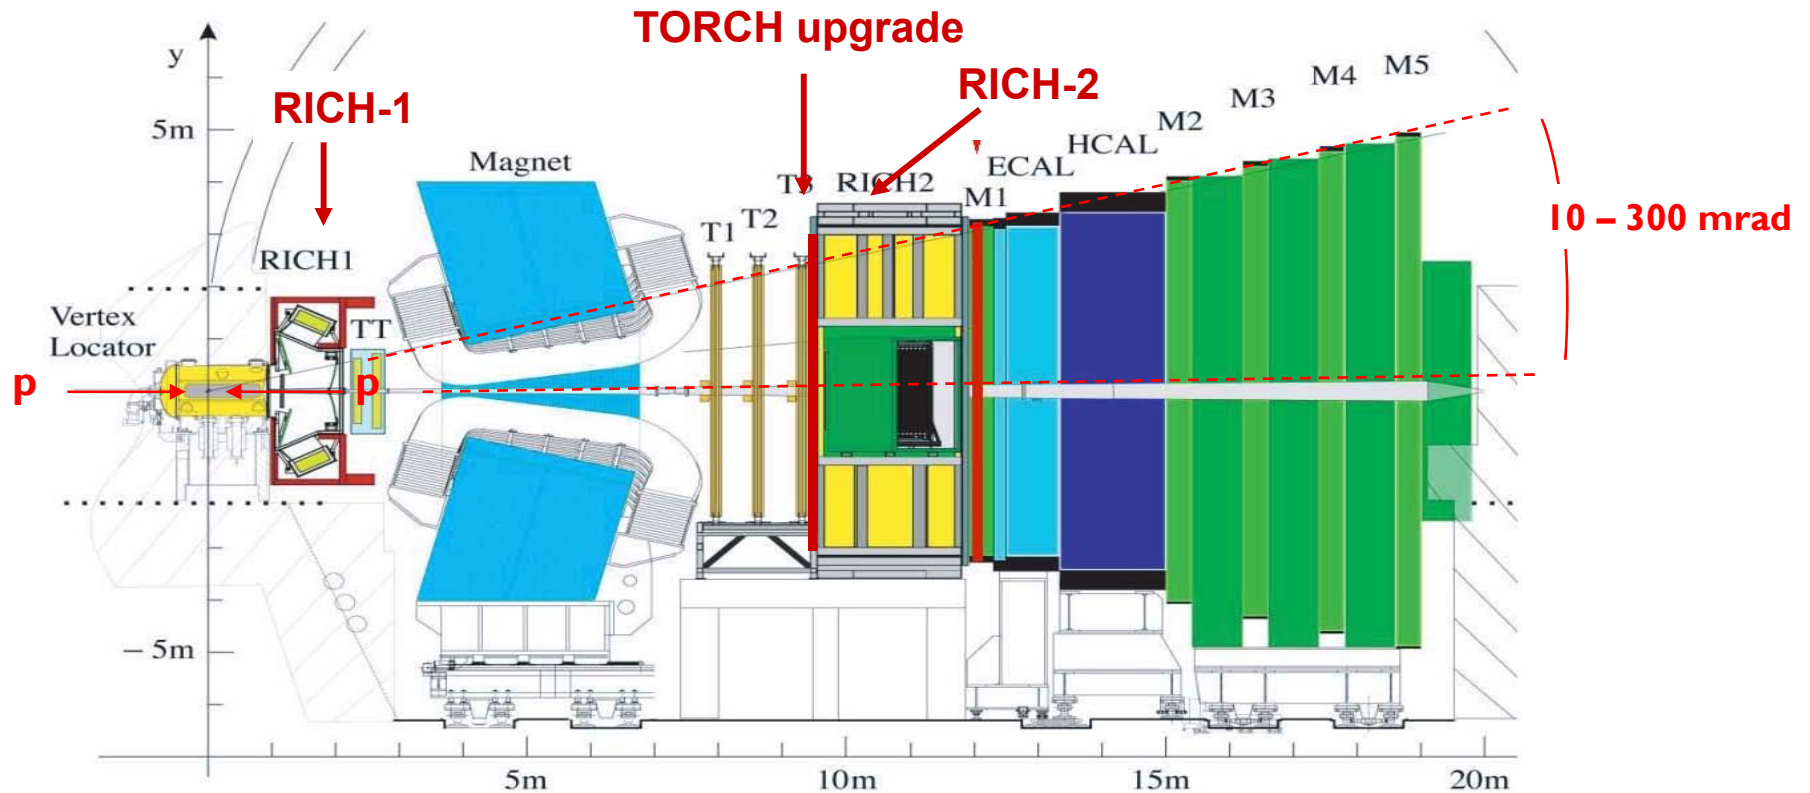 TORCH upgrade
y
RICH-1
RICH-2
M5
M4
M3
M2
5m
Magnet
HCAL
ECAL
T3
RICH2
M1
T2
T1
10 – 300 mrad
RICH1
Vertex
Locator
TT
p
p
– 5m
5m
10m
15m
20m